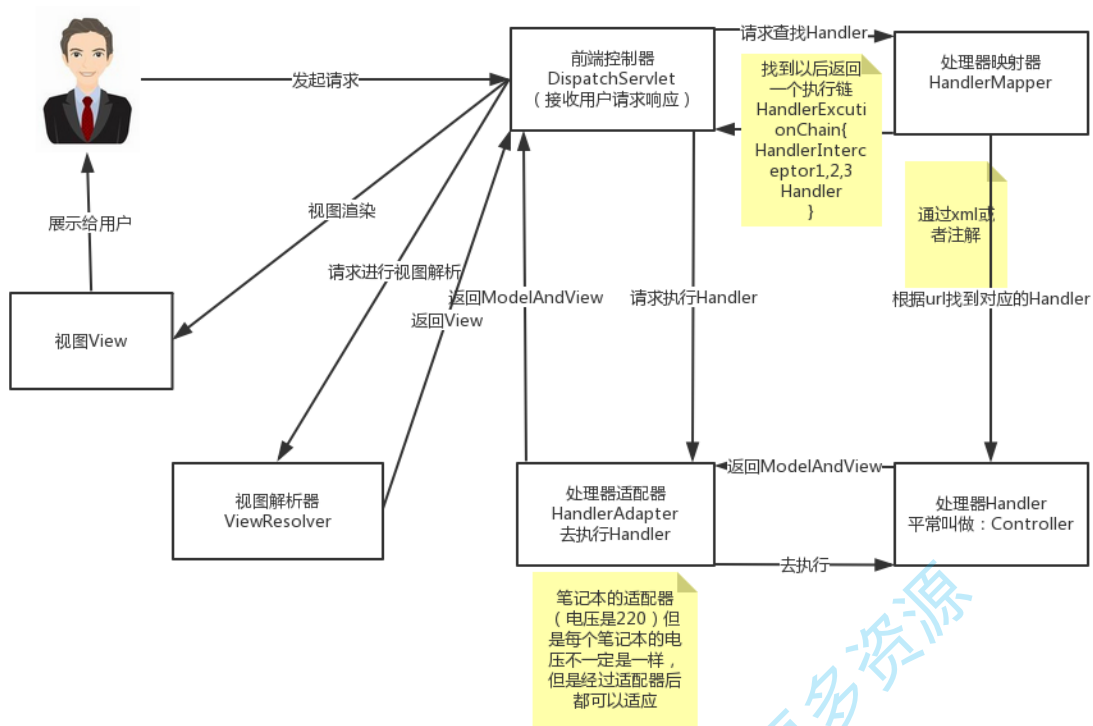 发起请求
前端控制器
DispatchServlet
（接收用户请求响应）
请求查找Handler
处理器映射器
HandlerMapper
找到以后返回
一个执行链
HandlerExcuti
onChain{
HandlerInterc
eptor1,2,3
Handler
}
通过xml或
者注解
根据url找到对应的Handler
展示给用户
视图渲染
请求进行视图解析
返回View
返回ModelAndView
请求执行Handler
视图View
视图解析器
ViewResolver
处理器适配器
HandlerAdapter
去执行Handler
返回ModelAndView
处理器Handler
平常叫做：Controller
去执行
笔记本的适配器
（电压是220）但
是每个笔记本的电
压不一定是一样，
但是经过适配器后
都可以适应
多资源